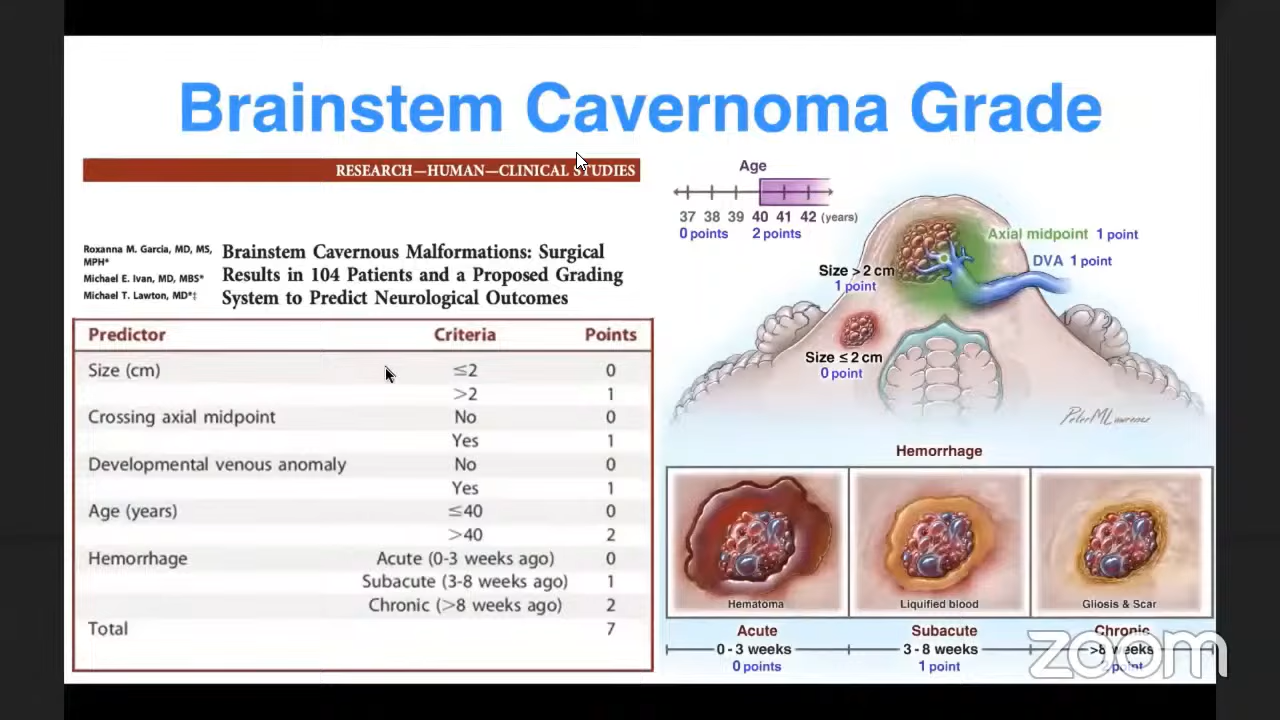 Brainstem Cavernoma Grade
RESEARCH—HUMAN—CLINICAL STUDIES
Roxanna M. Garcia, MD, MS,
MPH*
Michael E. Ivan, MD, MBS*
Michael T. Lawton, MD*‡
Brainstem Cavernous Malformations: Surgical
Results in 104 Patients and a Proposed Grading
System to Predict Neurological Outcomes
Predictor Criteria Points
Size (cm) ≤2 0
>2 1
Crossing axial midpoint No 0
Yes 1
Developmental venous anomaly No 0
Yes 1
Age (years) ≤40 0
>40 2
Hemorrhage Acute (0-3 weeks ago) 0
Subacute (3-8 weeks ago) 1
Chronic (>8 weeks ago) 2
Total 7
Age
37 38 39 40 41 42 (years)
0 points 2 points
Axial midpoint 1 point
DVA 1 point
Size > 2 cm
1 point
Size ≤ 2 cm
0 point
PeterMLawrence
Hemorrhage
Hematoma
Liquified blood
Gliosis & Scar
Acute Subacute Chronic
0 - 3 weeks 3 - 8 weeks >8 weeks
0 points 1 point 2 point
zoom